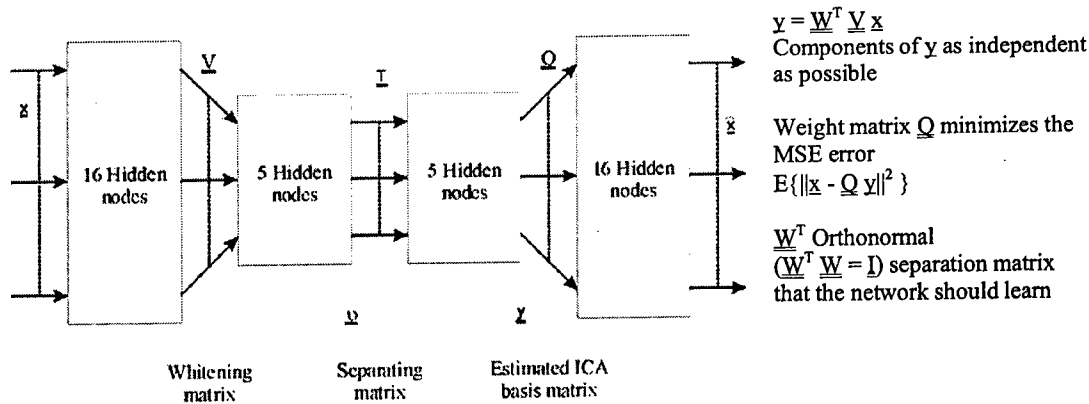 V
T
Q
x
x̂
16 Hidden
nodes
5 Hidden
nodes
5 Hidden
nodes
16 Hidden
nodes
υ
y
Whitening
matrix
Separating
matrix
Estimated ICA
basis matrix
y = W^T V x
Components of y as independent
as possible
Weight matrix Q minimizes the
MSE error
E{||x - Q y||² }
W^T Orthonormal
(W^T W = I) separation matrix
that the network should learn